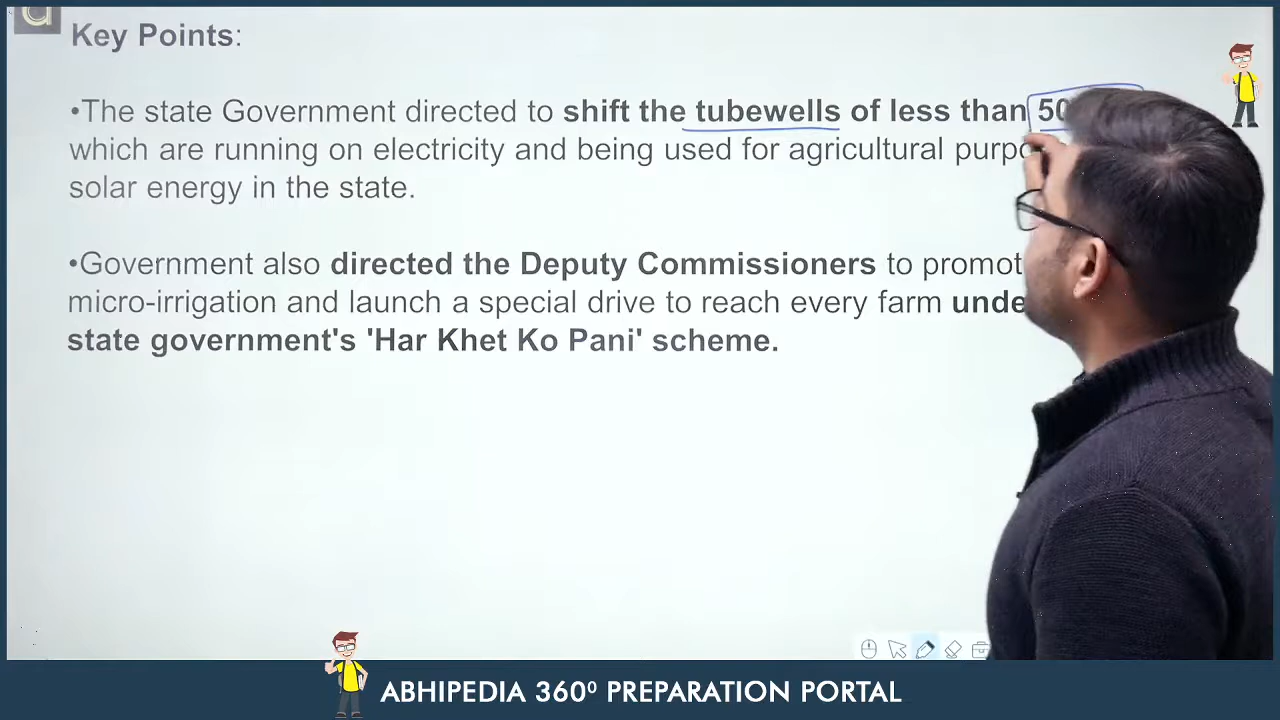 Key Points:
•The state Government directed to shift the tubewells of less than 50
which are running on electricity and being used for agricultural
solar energy in the state.
•Government also directed the Deputy Commissioners to
micro-irrigation and launch a special drive to reach every farm
state government's 'Har Khet Ko Pani' scheme.
ABHIPEDIA 360⁰ PREPARATION PORTAL